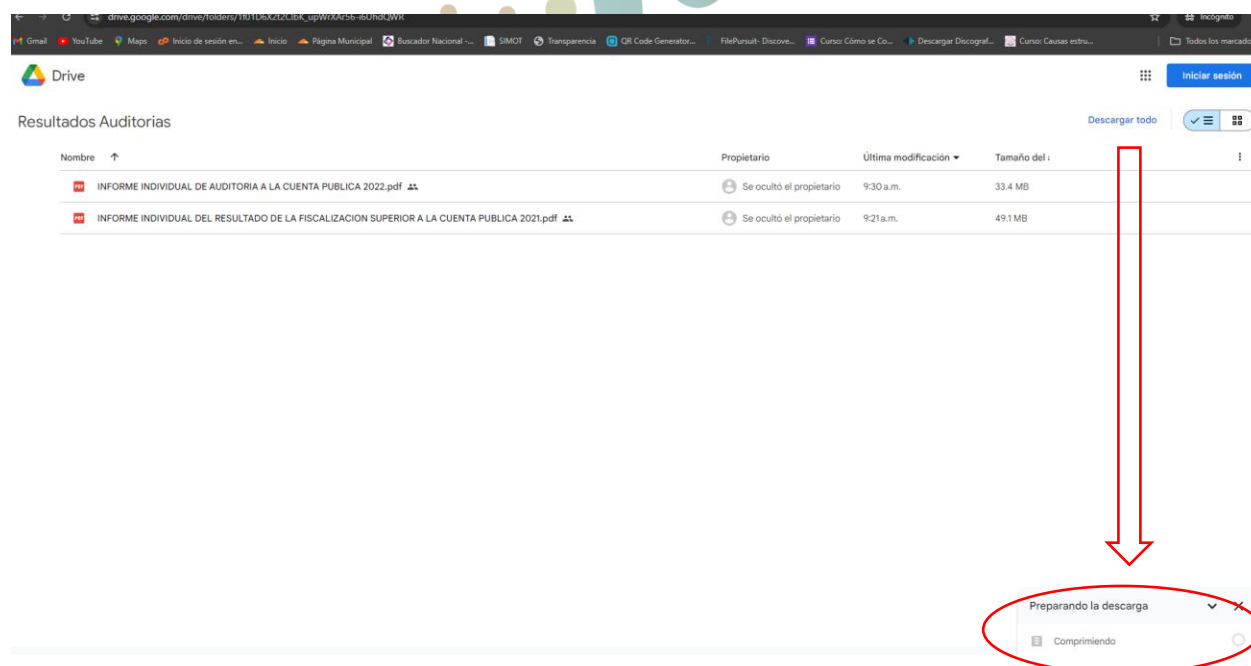 drive.google.com/drive/folders/1f01D6X2t2CIbK_upWrXAr56-i6UhdQWR
Incógnito
Gmail YouTube Maps Inicio de sesión en... Inicio Página Municipal Buscador Nacional -... SIMOT Transparencia QR Code Generator... FilePursuit- Discove... Curso: Cómo se Co... Descargar Discograf... Curso: Causas estru... Todos los marcado
Drive
Iniciar sesión
Resultados Auditorias
Descargar todo
Nombre Propietario Última modificación Tamaño del
INFORME INDIVIDUAL DE AUDITORIA A LA CUENTA PUBLICA 2022.pdf Se ocultó el propietario 9:30 a.m. 33.4 MB
INFORME INDIVIDUAL DEL RESULTADO DE LA FISCALIZACION SUPERIOR A LA CUENTA PUBLICA 2021.pdf Se ocultó el propietario 9:21 a.m. 49.1 MB
Preparando la descarga
Comprimiendo